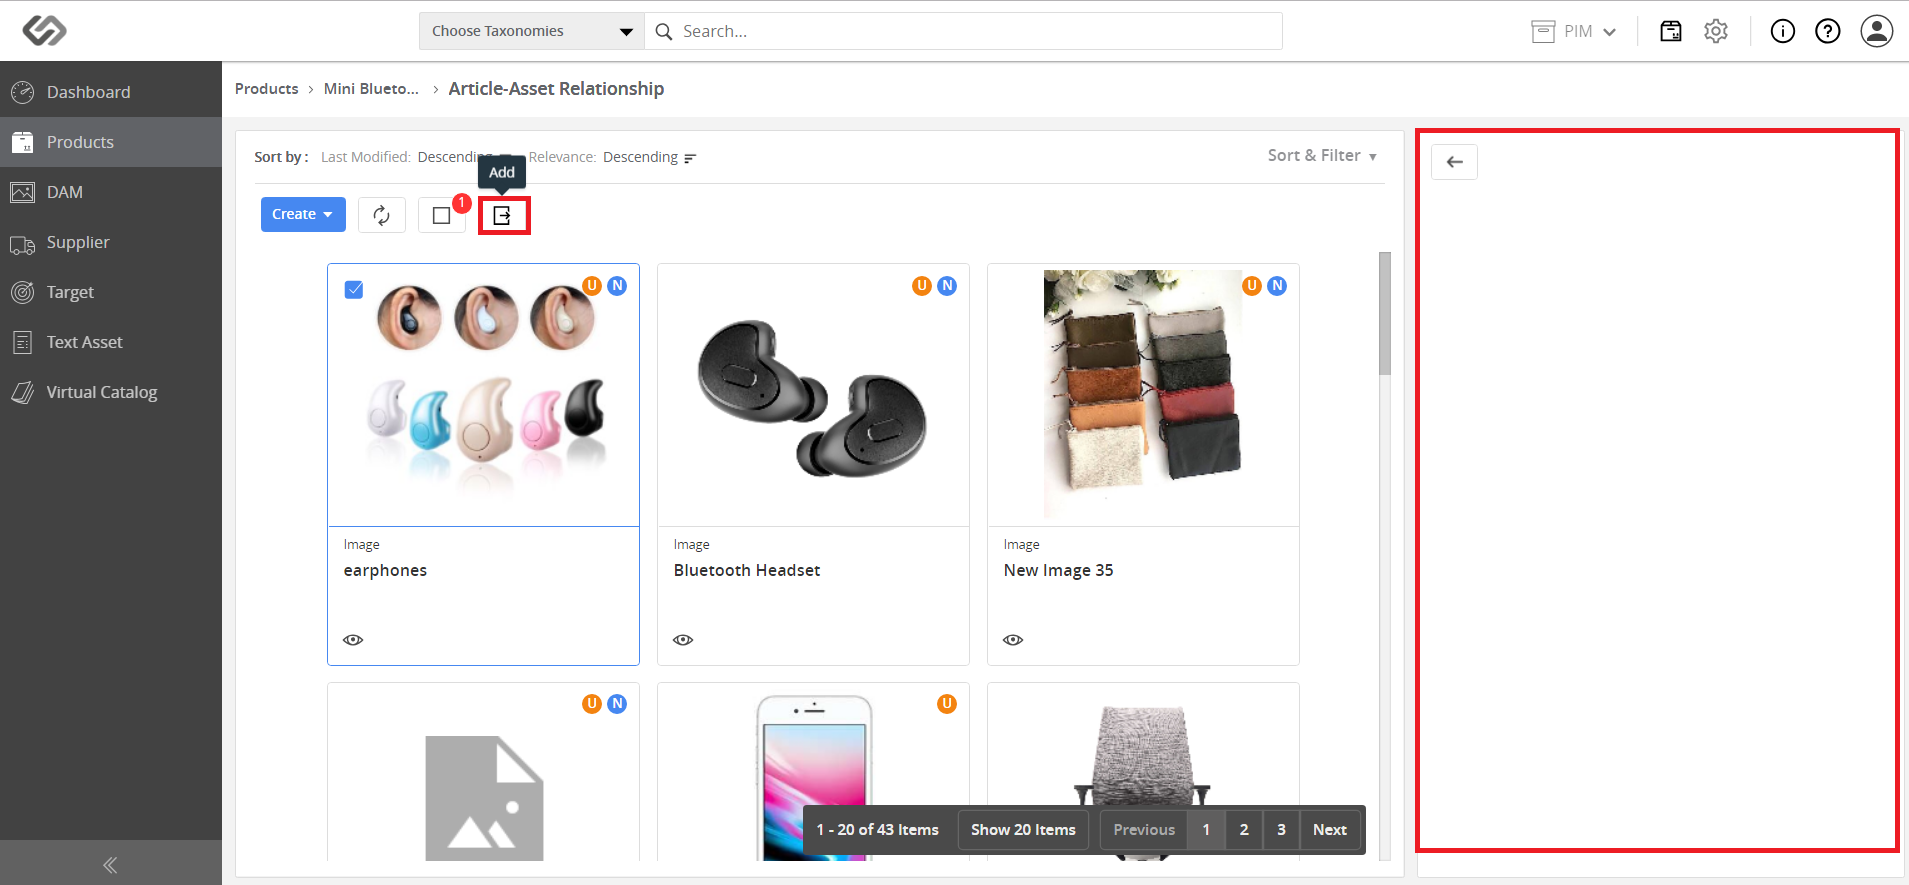 Choose Taxonomies
Search...
PIM
Dashboard
Products
DAM
Supplier
Target
Text Asset
Virtual Catalog
Products › Mini Blueto... › Article-Asset Relationship
Sort by : Last Modified: Descending Relevance: Descending
Sort & Filter
Add
Create
1
U N
U N
U N
Image
earphones
Image
Bluetooth Headset
Image
New Image 35
U N
U
1 - 20 of 43 Items
Show 20 Items
Previous 1 2 3 Next